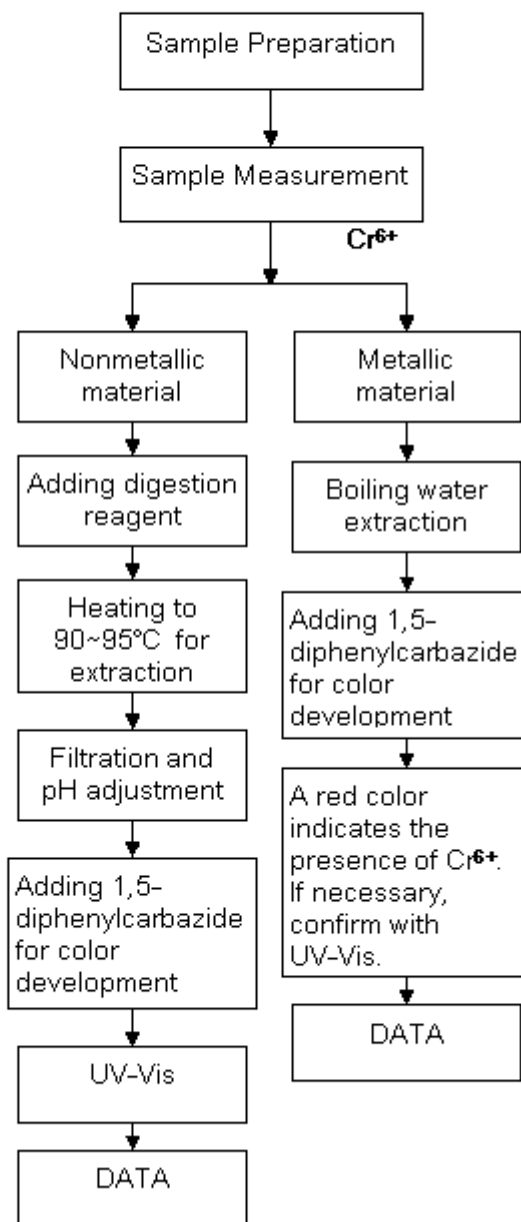 Sample Preparation
Sample Measurement
Cr⁶⁺
Nonmetallic
material
Adding digestion
reagent
Heating to
90~95°C for
extraction
Filtration and
pH adjustment
Adding 1,5-
diphenylcarbazide
for color
development
UV-Vis
DATA
Metallic
material
Boiling water
extraction
Adding 1,5-
diphenylcarbazide
for color
development
A red color
indicates the
presence of Cr⁶⁺.
If necessary,
confirm with
UV-Vis.
DATA